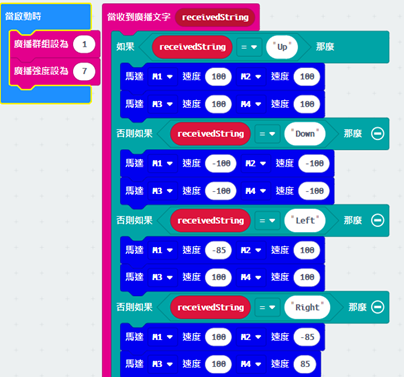 當啟動時
廣播群組設為 1
廣播強度設為 7
當收到廣播文字 receivedString
如果 receivedString = "Up" 那麼
馬達 M1 速度 100 M2 速度 100
馬達 M3 速度 100 M4 速度 100
否則如果 receivedString = "Down" 那麼
馬達 M1 速度 -100 M2 速度 -100
馬達 M3 速度 -100 M4 速度 -100
否則如果 receivedString = "Left" 那麼
馬達 M1 速度 -85 M2 速度 100
馬達 M3 速度 100 M4 速度 100
否則如果 receivedString = "Right" 那麼
馬達 M1 速度 100 M2 速度 -85
馬達 M3 速度 100 M4 速度 85